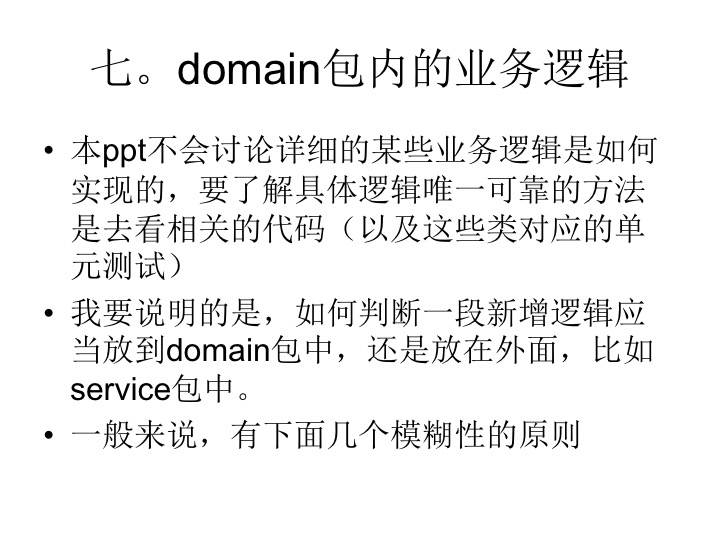 七。domain包内的业务逻辑
• 本ppt不会讨论详细的某些业务逻辑是如何
实现的，要了解具体逻辑唯一可靠的方法
是去看相关的代码（以及这些类对应的单
元测试）
• 我要说明的是，如何判断一段新增逻辑应
当放到domain包中，还是放在外面，比如
service包中。
• 一般来说，有下面几个模糊性的原则